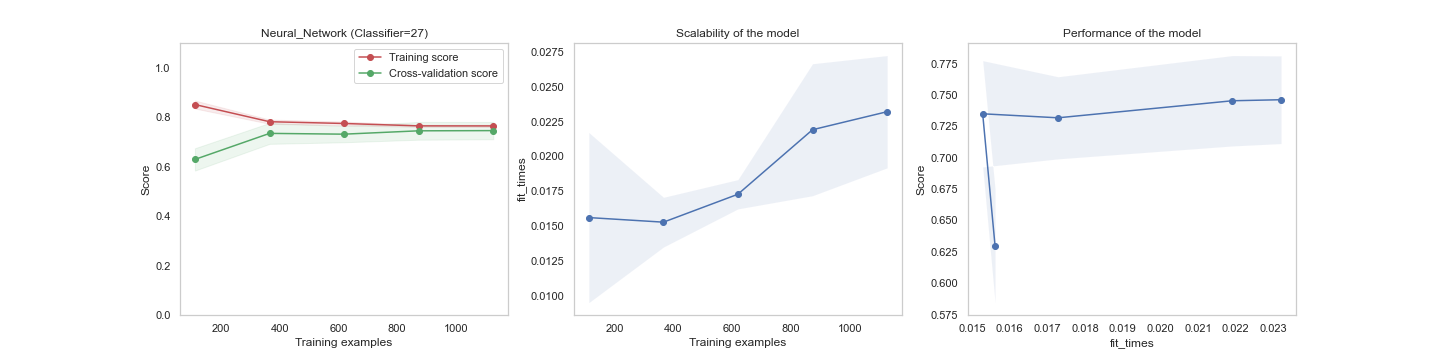 Neural_Network (Classifier=27)
Training score
Cross-validation score
1.0
0.8
0.6
0.4
0.2
0.0
Score
200 400 600 800 1000
Training examples
Scalability of the model
0.0275
0.0250
0.0225
0.0200
0.0175
0.0150
0.0125
0.0100
fit_times
200 400 600 800 1000
Training examples
Performance of the model
0.775
0.750
0.725
0.700
0.675
0.650
0.625
0.600
0.575
Score
0.015 0.016 0.017 0.018 0.019 0.020 0.021 0.022 0.023
fit_times